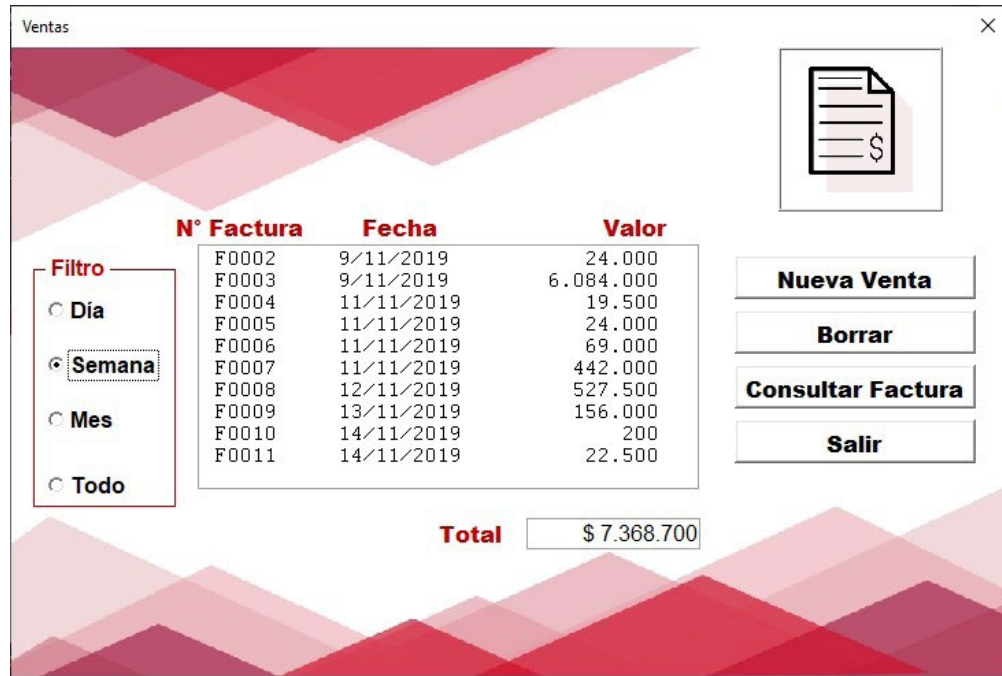 Ventas
$
N° Factura Fecha Valor
F0002 9/11/2019 24.000
F0003 9/11/2019 6.084.000
F0004 11/11/2019 19.500
F0005 11/11/2019 24.000
F0006 11/11/2019 69.000
F0007 11/11/2019 442.000
F0008 12/11/2019 527.500
F0009 13/11/2019 156.000
F0010 14/11/2019 200
F0011 14/11/2019 22.500
Filtro
Día
Semana
Mes
Todo
Nueva Venta
Borrar
Consultar Factura
Salir
Total $ 7.368.700